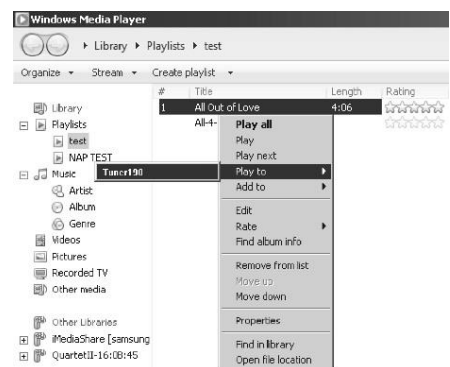 Windows Media Player
Library ▸ Playlists ▸ test
Organize Stream Create playlist
# Title Length Rating
1 All Out of Love 4:06
All-4-
Library
Playlists
test
NAP TEST
Music
Artist
Album
Genre
Videos
Pictures
Recorded TV
Other media
Other Libraries
iMediaShare [samsung
QuartetII-16:0B:45
Tuner190
Play all
Play
Play next
Play to
Add to
Edit
Rate
Find album info
Remove from list
Move up
Move down
Properties
Find in library
Open file location